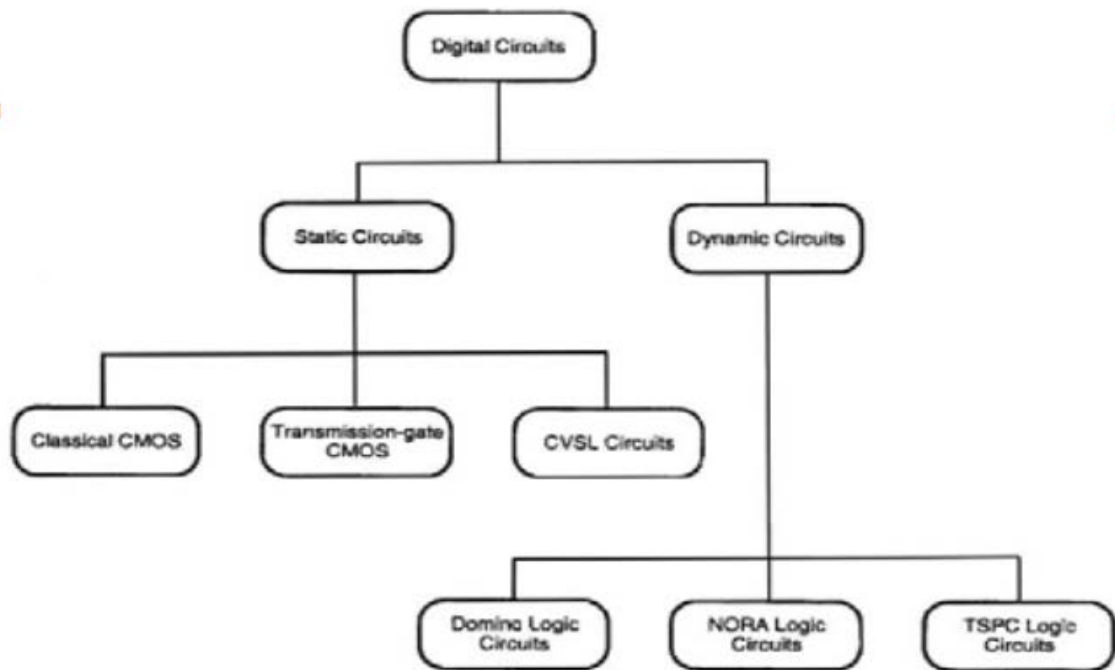 Digital Circuits
Static Circuits
Dynamic Circuits
Classical CMOS
Transmission-gate
CMOS
CVSL Circuits
Domino Logic
Circuits
NORA Logic
Circuits
TSPC Logic
Circuits